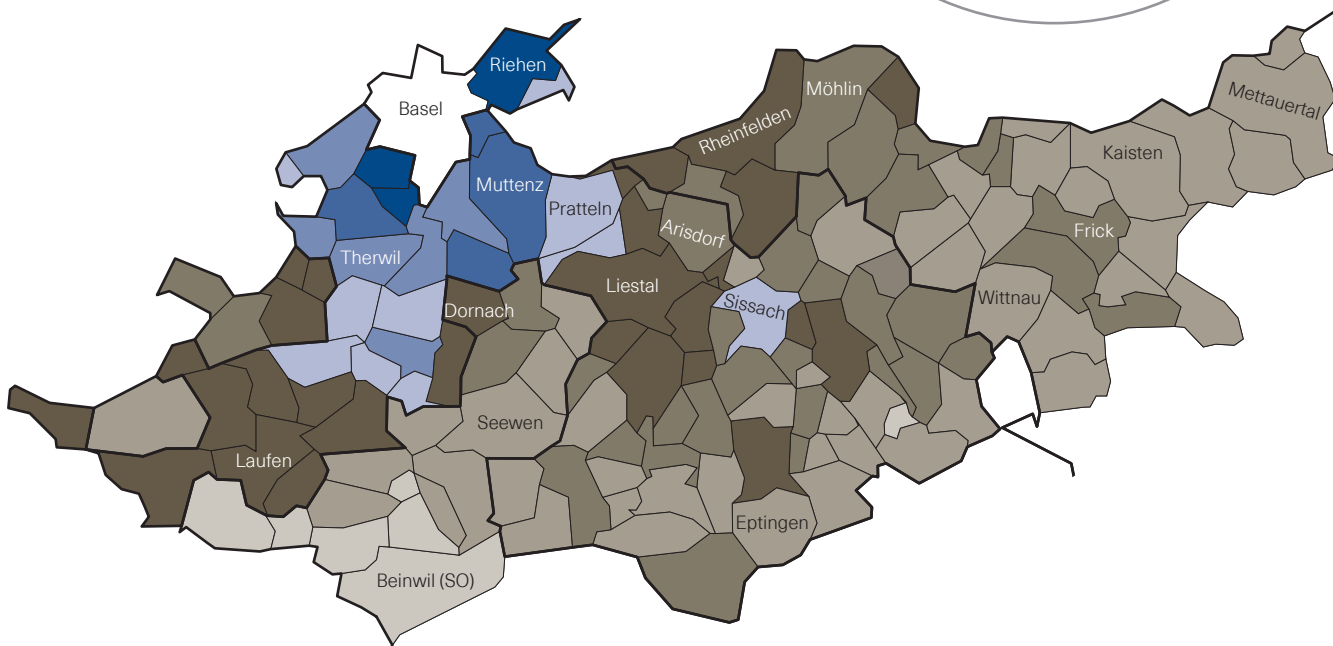 Riehen
Basel
Möhlin
Mettauertal
Rheinfelden
Kaisten
Muttenz
Pratteln
Arisdorf
Frick
Therwil
Liestal
Wittnau
Sissach
Dornach
Seewen
Laufen
Eptingen
Beinwil (SO)